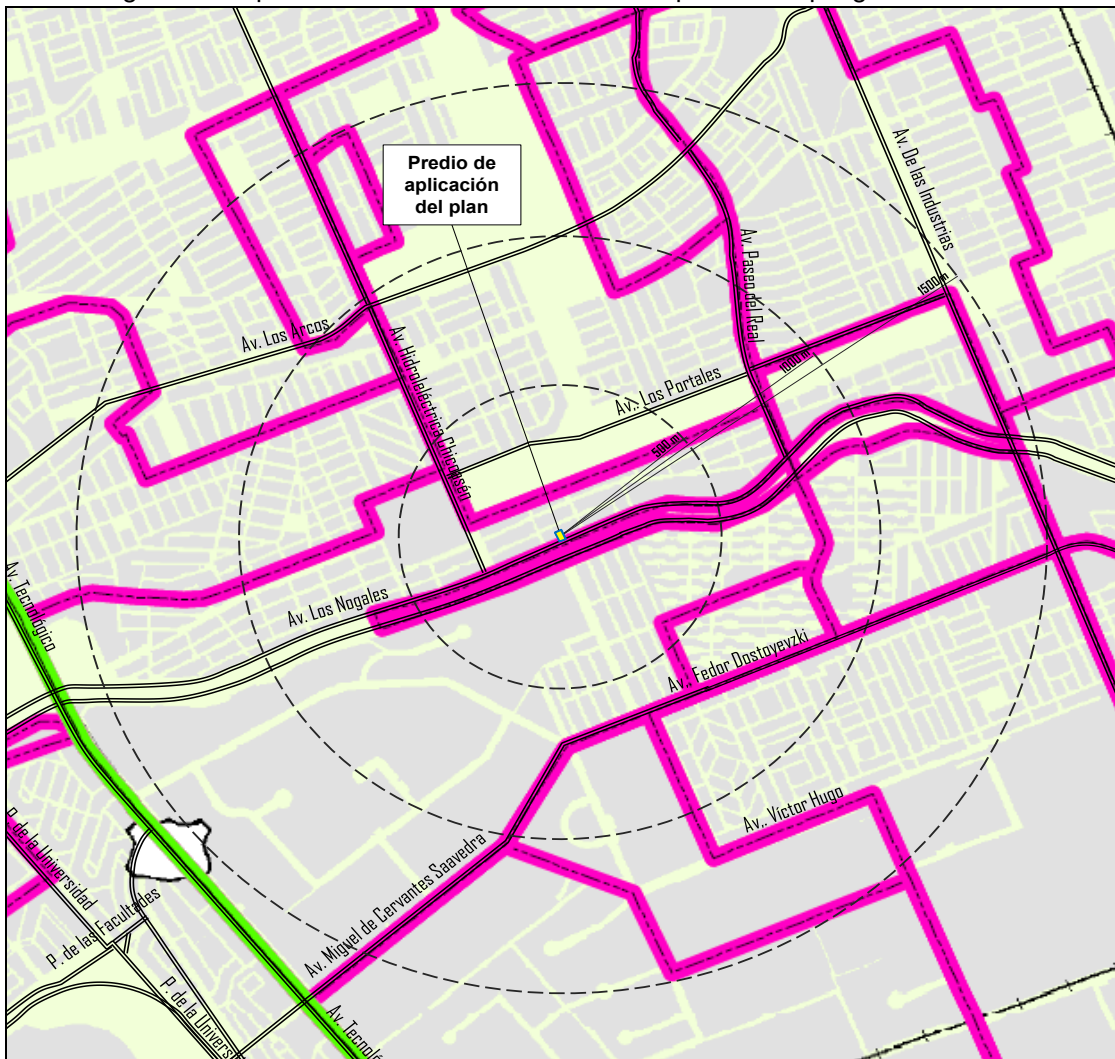 Predio de
aplicación
del plan
Av. De las Industrias
Av. Paseo del Real
1500 m
Av. Los Arcos
Av. Hidroeléctrica Chicoasén
1000 m
Av.. Los Portales
500 m
Av. Tecnológico
Av. Los Nogales
Av.. Fedor Dostoyevzki
Av.. Víctor Hugo
P. de la Universidad
Av. Miguel de Cervantes Saavedra
P. de las Facultades
P. de la Univers
Av. Tecnoló